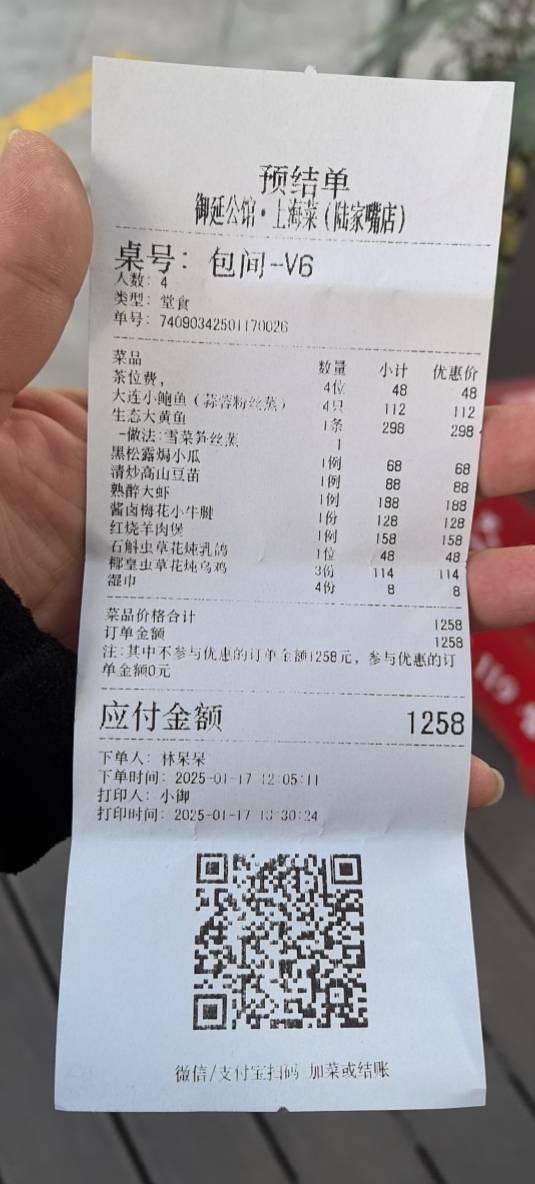 预结单
御延公馆·上海菜(陆家嘴店)
桌号: 包间-V6
人数: 4
类型: 堂食
单号: 74090342501170026
菜品 数量 小计 优惠价
茶位费, 4位 48 48
大连小鲍鱼(蒜蓉粉丝蒸) 4只 112 112
生态大黄鱼 1条 298 298
-做法:雪菜笋丝蒸 1
黑松露焗小瓜 1例 68 68
清炒高山豆苗 1例 88 88
熟醉大虾 1例 188 188
酱卤梅花小牛腱 1份 128 128
红烧羊肉煲 1例 158 158
石斛虫草花炖乳鸽 1位 48 48
椰皇虫草花炖乌鸡 3份 114 114
湿巾 4份 8 8
菜品价格合计 1258
订单金额 1258
注:其中不参与优惠的订单金额1258元，参与优惠的订
单金额0元
应付金额 1258
下单人: 林呆呆
下单时间: 2025-01-17 12:05:11
打印人: 小御
打印时间: 2025-01-17 13:30:24
微信/支付宝扫码 加菜或结账
119